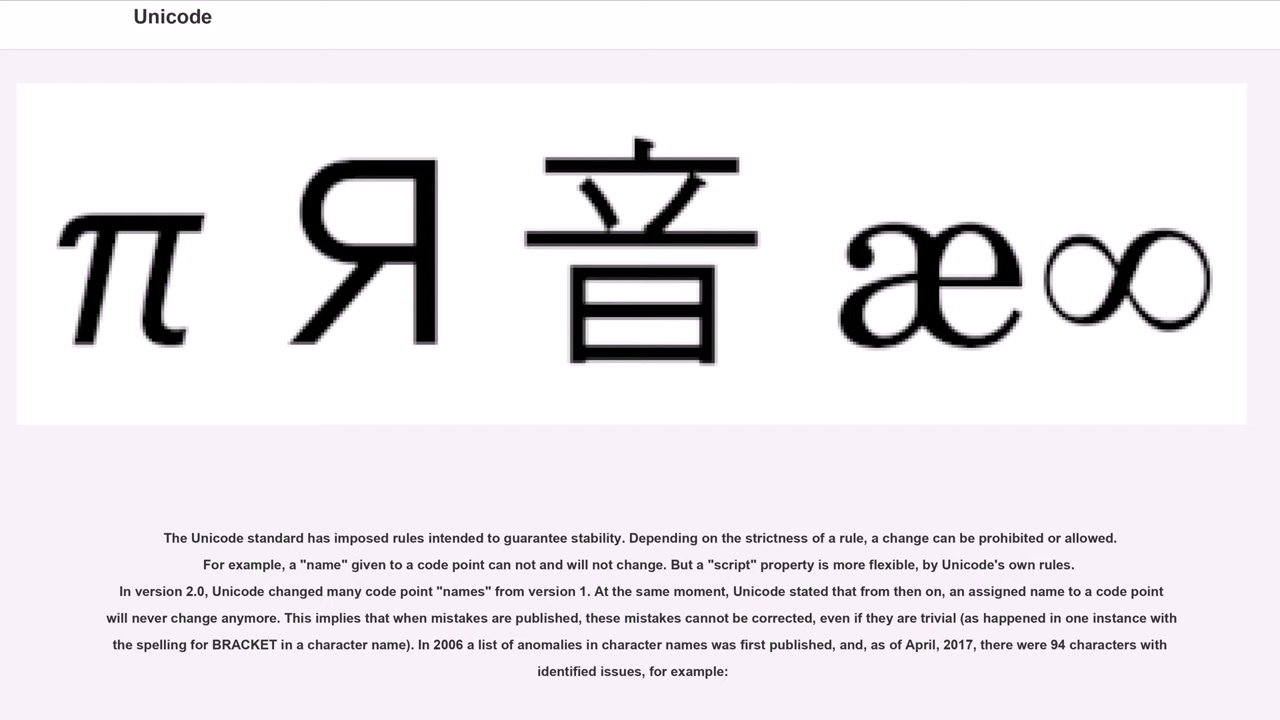 Unicode
π Я 音 æ ∞
The Unicode standard has imposed rules intended to guarantee stability. Depending on the strictness of a rule, a change can be prohibited or allowed.
For example, a "name" given to a code point can not and will not change. But a "script" property is more flexible, by Unicode's own rules.
In version 2.0, Unicode changed many code point "names" from version 1. At the same moment, Unicode stated that from then on, an assigned name to a code point
will never change anymore. This implies that when mistakes are published, these mistakes cannot be corrected, even if they are trivial (as happened in one instance with
the spelling for BRACKET in a character name). In 2006 a list of anomalies in character names was first published, and, as of April, 2017, there were 94 characters with
identified issues, for example: